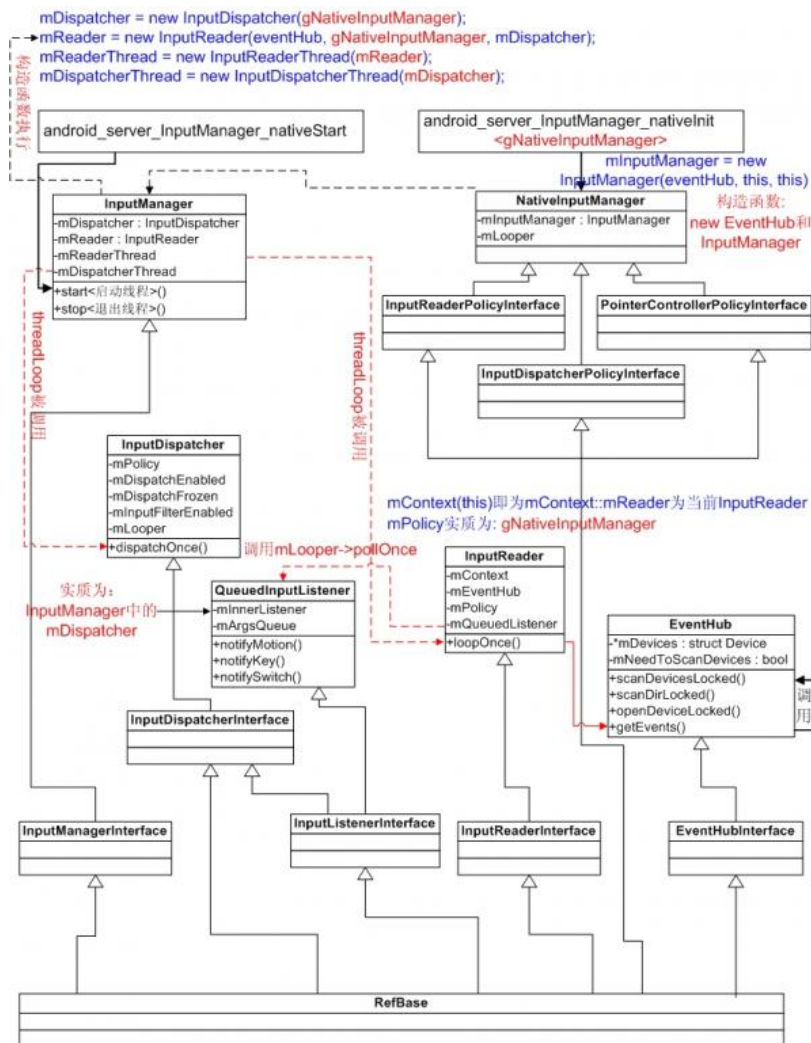 mDispatcher = new InputDispatcher(gNativeInputManager);
mReader = new InputReader(eventHub, gNativeInputManager, mDispatcher);
mReaderThread = new InputReaderThread(mReader);
mDispatcherThread = new InputDispatcherThread(mDispatcher);
构造函数执行
android_server_InputManager_nativeStart
android_server_InputManager_nativeInit
<gNativeInputManager>
mInputManager = new
InputManager(eventHub, this, this)
InputManager
-mDispatcher : InputDispatcher
-mReader : InputReader
-mReaderThread
-mDispatcherThread
+start<启动线程>()
+stop<退出线程>()
NativeInputManager
-mInputManager : InputManager
-mLooper
构造函数:
new EventHub和
InputManager
InputReaderPolicyInterface
PointerControllerPolicyInterface
InputDispatcherPolicyInterface
threadLoop被调用
threadLoop被调用
InputDispatcher
-mPolicy
-mDispatchEnabled
-mDispatchFrozen
-mInputFilterEnabled
-mLooper
+dispatchOnce()
调用mLooper->pollOnce
mContext(this)即为mContext::mReader为当前InputReader
mPolicy实质为: gNativeInputManager
实质为:
InputManager中的
mDispatcher
QueuedInputListener
-mInnerListener
-mArgsQueue
+notifyMotion()
+notifyKey()
+notifySwitch()
InputReader
-mContext
-mEventHub
-mPolicy
-mQueuedListener
+loopOnce()
EventHub
-*mDevices : struct Device
-mNeedToScanDevices : bool
+scanDevicesLocked()
+scanDirLocked()
+openDeviceLocked()
+getEvents()
调用
InputDispatcherInterface
InputManagerInterface
InputListenerInterface
InputReaderInterface
EventHubInterface
RefBase